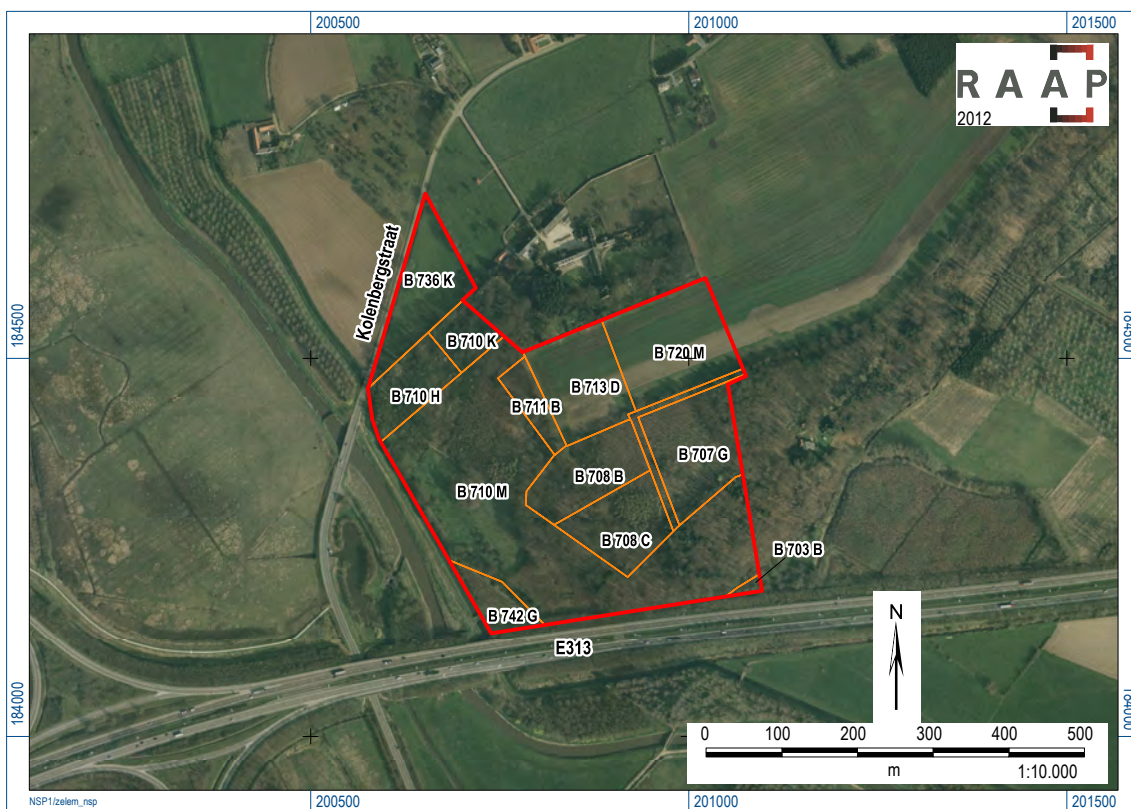 200500
201000
201500
RAAP
2012
Kolenbergstraat
B 736 K
184500
184500
B 710 K
B 720 M
B 713 D
B 710 H
B 711 B
B 707 G
B 708 B
B 710 M
B 708 C
B 703 B
B 742 G
E313
N
184000
184000
0 100 200 300 400 500
m
1:10.000
NSP1/zelem_nsp
200500
201000
201500